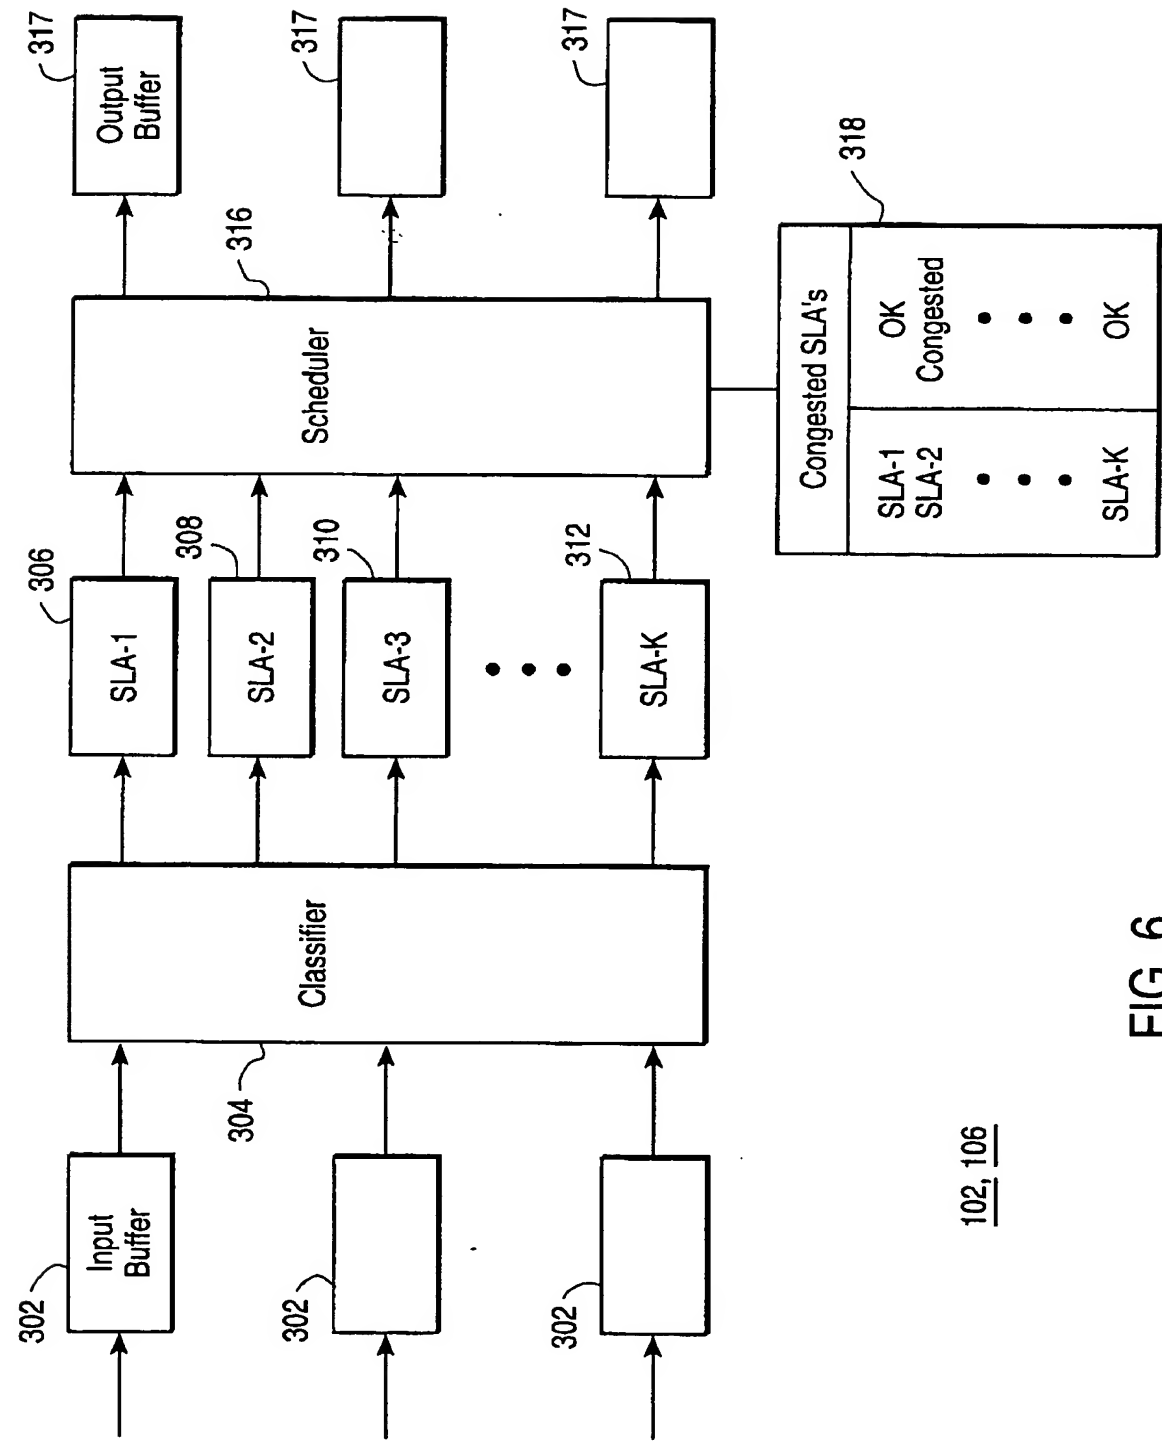 302
Input
Buffer
302
302
304
Classifier
306
SLA-1
308
SLA-2
310
SLA-3
312
SLA-K
316
Scheduler
317
Output
Buffer
317
317
318
Congested SLA's
SLA-1 OK
SLA-2 Congested
SLA-K OK
102, 106
FIG. 6